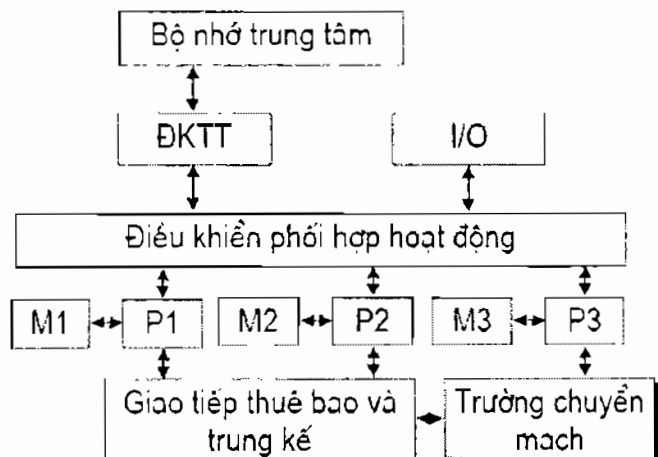 Bộ nhớ trung tâm
ĐKTT
I/O
Điều khiển phối hợp hoạt động
M1
P1
M2
P2
M3
P3
Giao tiếp thuê bao và
trung kế
Trường chuyển
mach